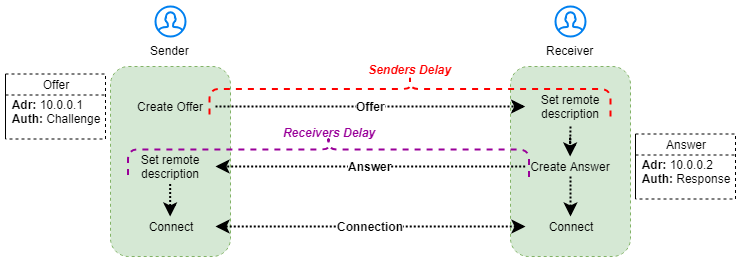 Sender
Receiver
Senders Delay
Offer
Adr: 10.0.0.1
Auth: Challenge
Create Offer
Offer
Set remote
description
Receivers Delay
Set remote
description
Answer
Create Answer
Answer
Adr: 10.0.0.2
Auth: Response
Connect
Connection
Connect